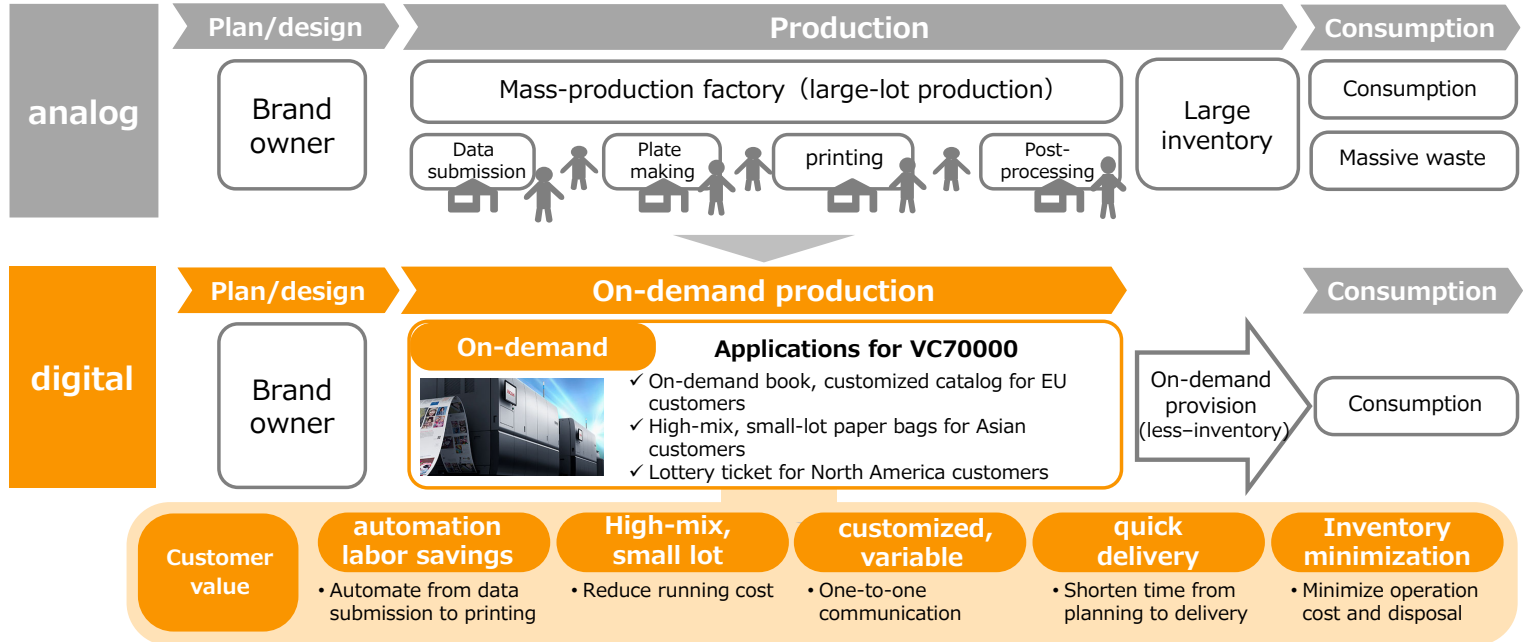 Plan/design
Production
Consumption
analog
Brand
owner
Mass-production factory（large-lot production）
Data
submission
Plate
making
printing
Post-
processing
Large
inventory
Consumption
Massive waste
digital
Plan/design
On-demand production
Consumption
Brand
owner
On-demand
Applications for VC70000
✓ On-demand book, customized catalog for EU
customers
✓ High-mix, small-lot paper bags for Asian
customers
✓ Lottery ticket for North America customers
On-demand
provision
(less–inventory)
Consumption
Customer
value
automation
labor savings
• Automate from data
submission to printing
High-mix,
small lot
• Reduce running cost
customized,
variable
• One-to-one
communication
quick
delivery
• Shorten time from
planning to delivery
Inventory
minimization
• Minimize operation
cost and disposal